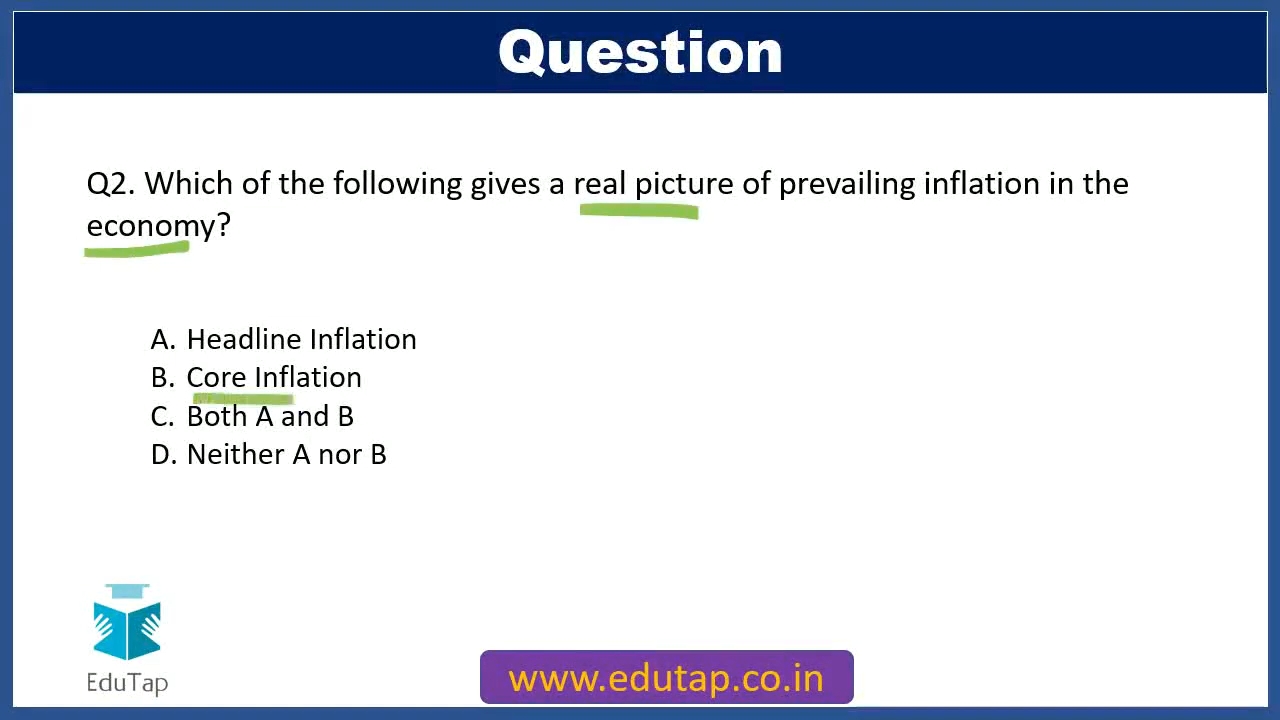 Question
Q2. Which of the following gives a real picture of prevailing inflation in the
economy?
A. Headline Inflation
B. Core Inflation
C. Both A and B
D. Neither A nor B
EduTap
www.edutap.co.in